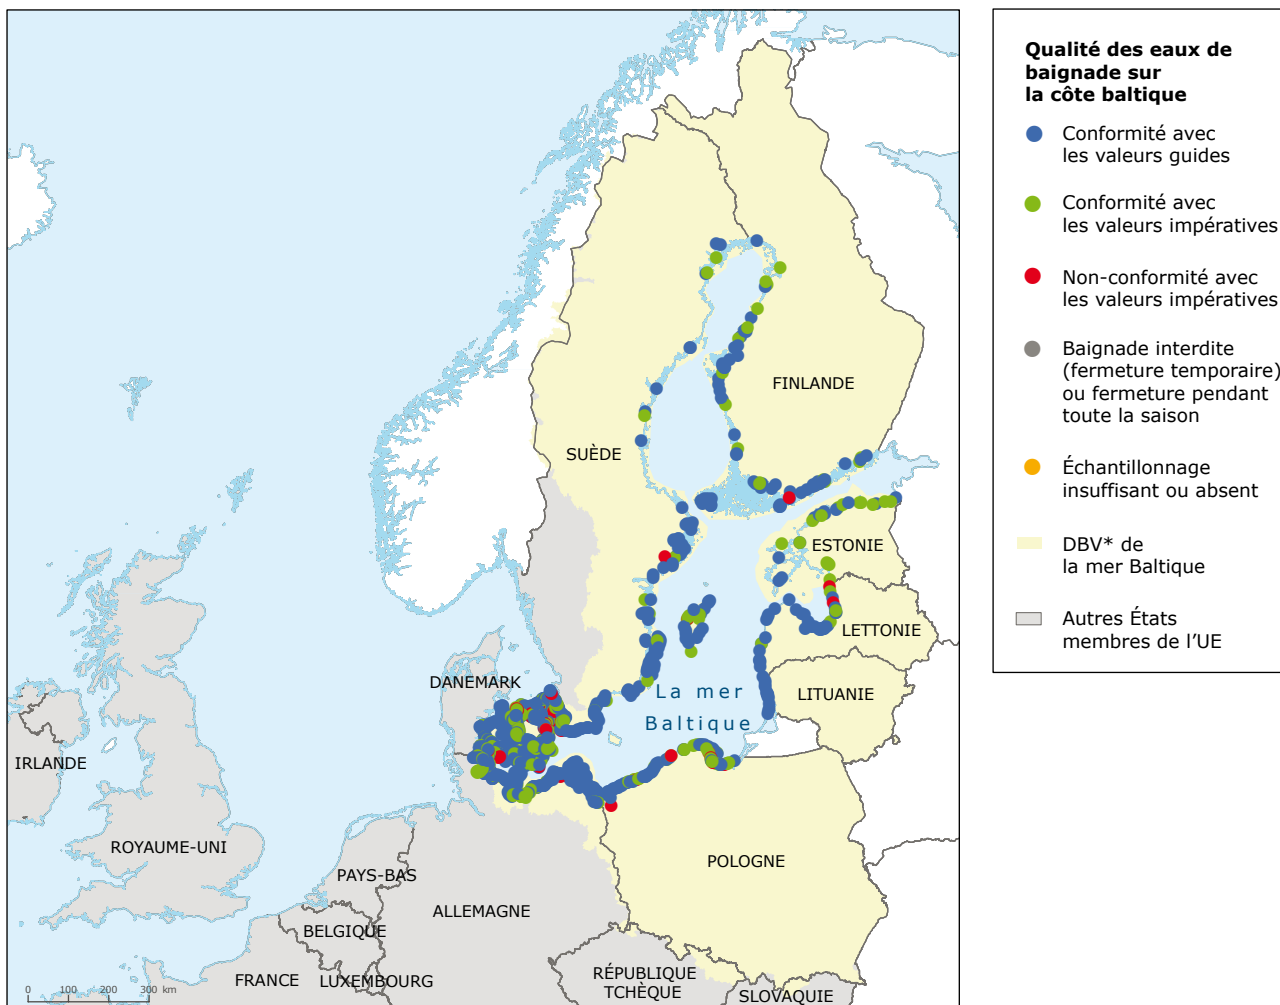 FINLANDE
SUÈDE
ESTONIE
LETTONIE
DANEMARK
La mer
LITUANIE
Baltique
IRLANDE
ROYAUME-UNI
POLOGNE
PAYS-BAS
ALLEMAGNE
BELGIQUE
FRANCE
LUXEMBOURG
RÉPUBLIQUE
TCHÈQUE
SLOVAQUIE
0 100 200 300 km
Qualité des eaux de
baignade sur
la côte baltique
Conformité avec
les valeurs guides
Conformité avec
les valeurs impératives
Non-conformité avec
les valeurs impératives
Baignade interdite
(fermeture temporaire)
ou fermeture pendant
toute la saison
Échantillonnage
insuffisant ou absent
DBV* de
la mer Baltique
Autres États
membres de l’UE